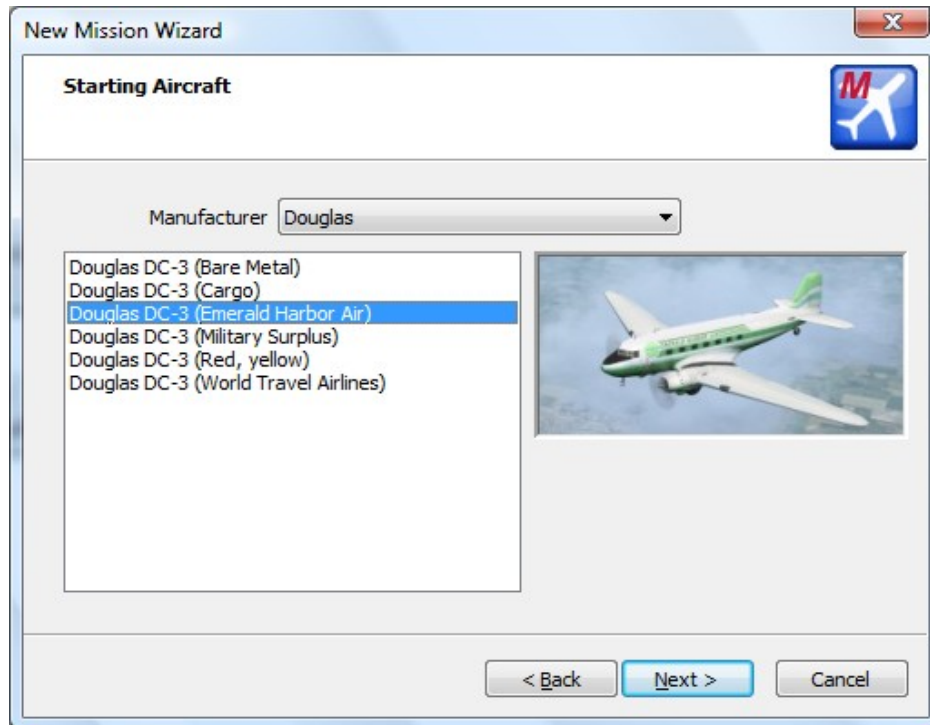 New Mission Wizard
Starting Aircraft
M
Manufacturer Douglas
Douglas DC-3 (Bare Metal)
Douglas DC-3 (Cargo)
Douglas DC-3 (Emerald Harbor Air)
Douglas DC-3 (Military Surplus)
Douglas DC-3 (Red, yellow)
Douglas DC-3 (World Travel Airlines)
< Back Next > Cancel